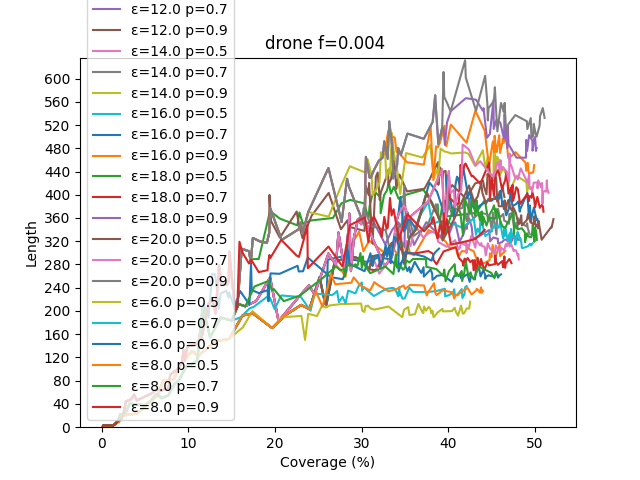 ε=12.0 p=0.7
ε=12.0 p=0.9
ε=14.0 p=0.5
ε=14.0 p=0.7
ε=14.0 p=0.9
ε=16.0 p=0.5
ε=16.0 p=0.7
ε=16.0 p=0.9
ε=18.0 p=0.5
ε=18.0 p=0.7
ε=18.0 p=0.9
ε=20.0 p=0.5
ε=20.0 p=0.7
ε=20.0 p=0.9
ε=6.0 p=0.5
ε=6.0 p=0.7
ε=6.0 p=0.9
ε=8.0 p=0.5
ε=8.0 p=0.7
ε=8.0 p=0.9
drone f=0.004
Length
600
560
520
480
440
400
360
320
280
240
200
160
120
80
40
0
0 10 20 30 40 50
Coverage (%)